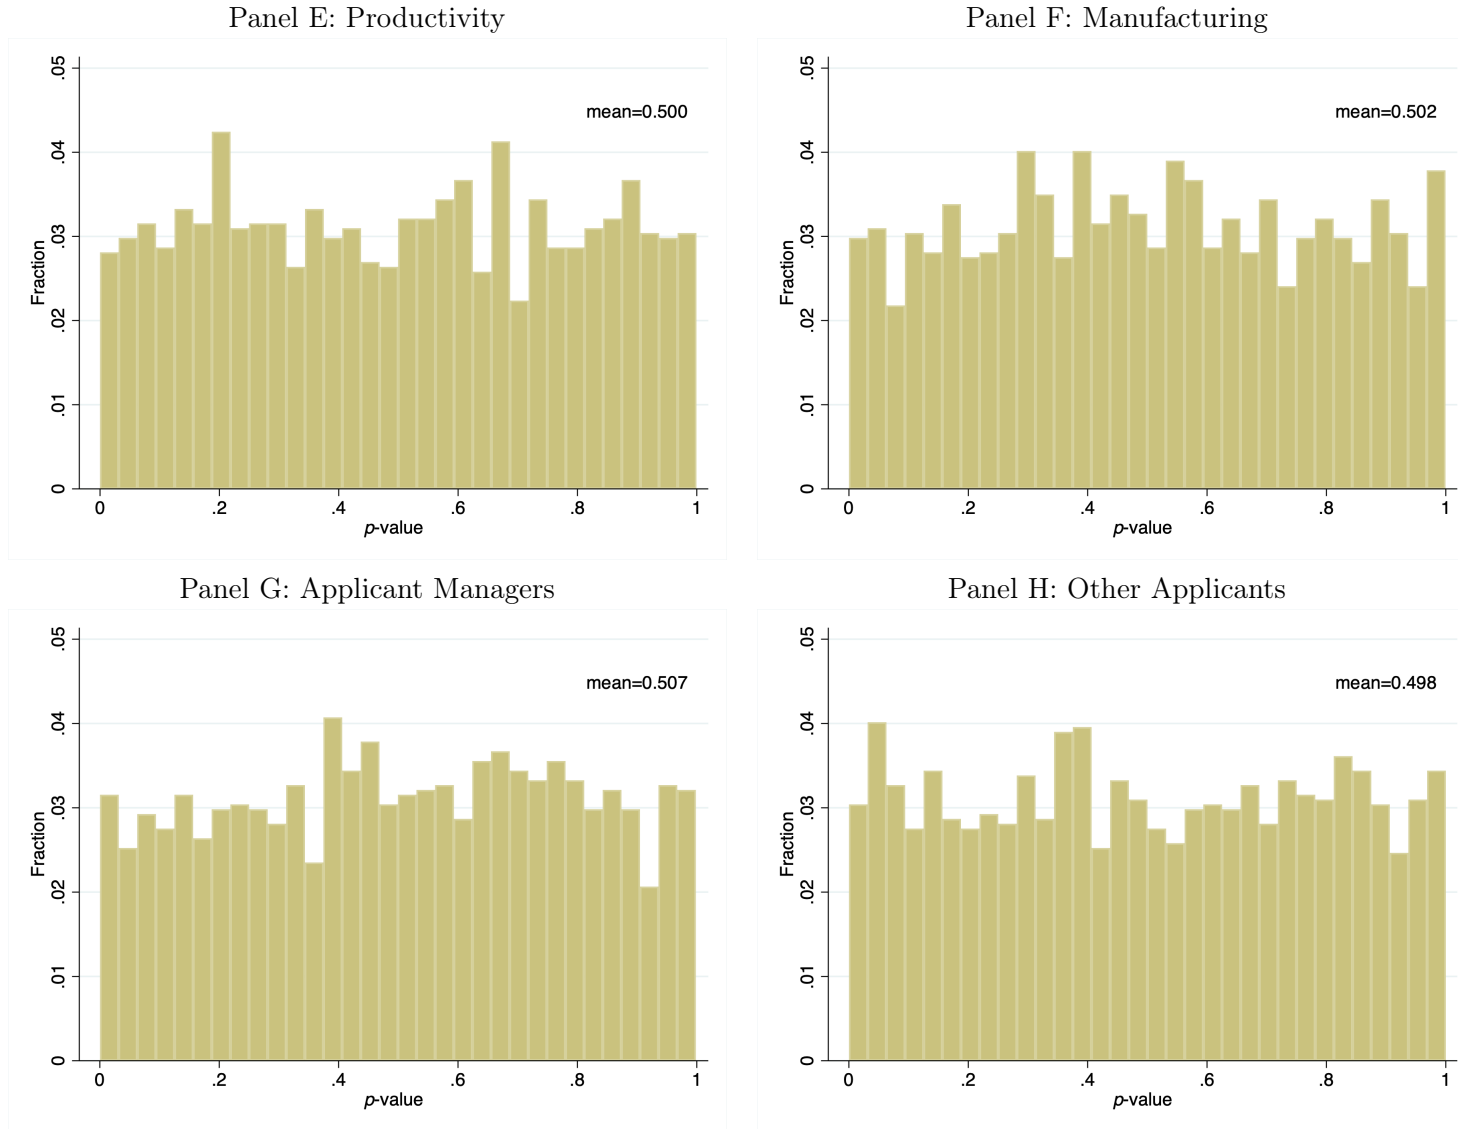 Panel E: Productivity
.05
.04
.03
.02
.01
0
Fraction
mean=0.500
0 .2 .4 .6 .8 1
p-value
Panel F: Manufacturing
.05
.04
.03
.02
.01
0
Fraction
mean=0.502
0 .2 .4 .6 .8 1
p-value
Panel G: Applicant Managers
.05
.04
.03
.02
.01
0
Fraction
mean=0.507
0 .2 .4 .6 .8 1
p-value
Panel H: Other Applicants
.05
.04
.03
.02
.01
0
Fraction
mean=0.498
0 .2 .4 .6 .8 1
p-value